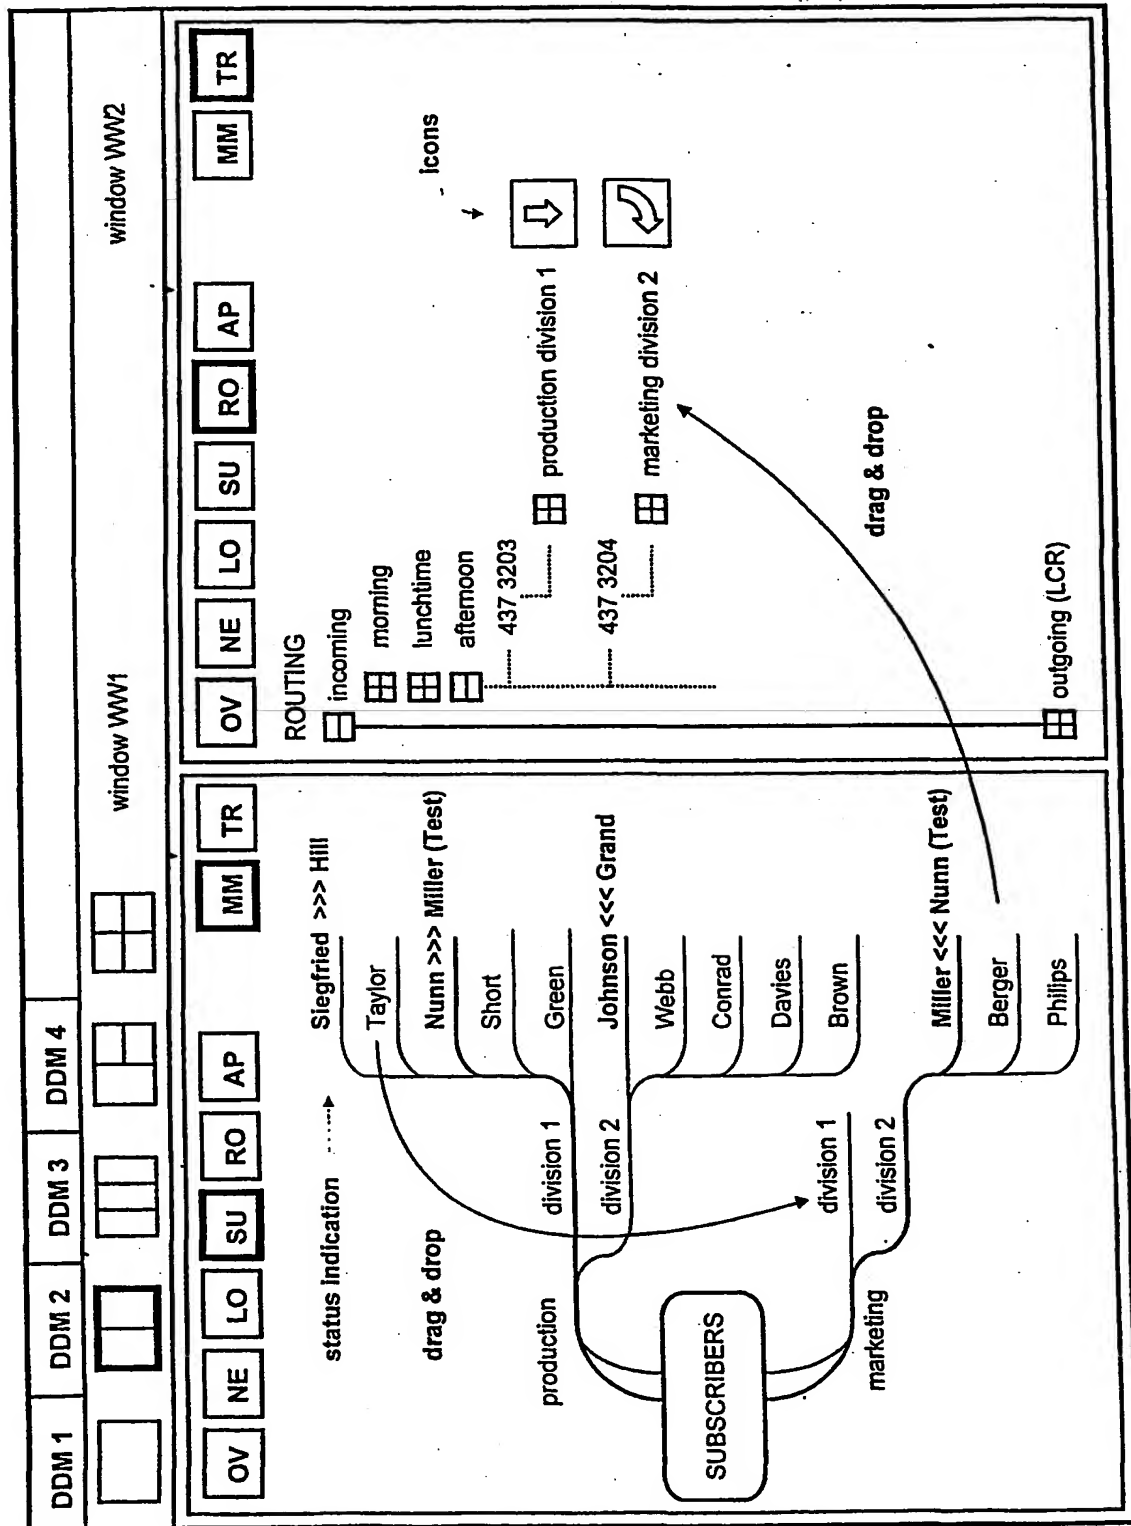 DDM 1 DDM 2 DDM 3 DDM 4
window WW1
window WW2
OV NE LO SU RO AP MM TR
status indication
Siegfried >>> Hill
Taylor
drag & drop
Nunn >>> Miller (Test)
Short
production
division 1
Green
division 2
Johnson <<< Grand
Webb
SUBSCRIBERS
Conrad
Davies
division 1
Brown
marketing
division 2
Miller <<< Nunn (Test)
Berger
Philips
OV NE LO SU RO AP MM TR
ROUTING
incoming
morning
lunchtime
icons
afternoon
437 3203
production division 1
437 3204
marketing division 2
drag & drop
outgoing (LCR)